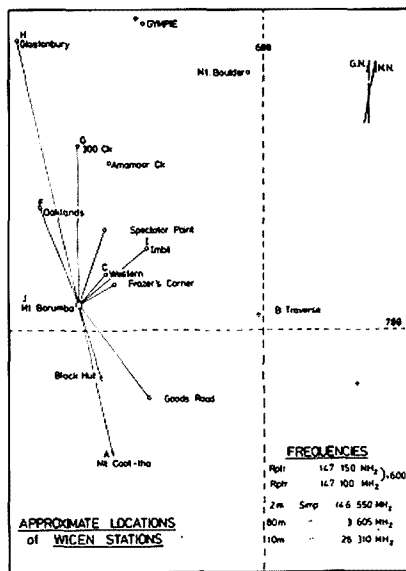 H
Glastonbury
GYMPIE
600
Mt. Boulder
G.N.
M.N.
G
300 Ck
Amamoor Ck
F
Oaklands
Spectator Point
I
Imbil
C
Western
Frazer's Corner
J
Mt Borumba
B Traverse
700
Black Hut
Goods Road
A
Mt Coot-tha
FREQUENCIES
Rptr 147 150 MHz
Rptr 147 100 MHz
),600
2m Smp 146 550 MHz
80m " 3 605 MHz
10m " 28 310 MHz
APPROXIMATE LOCATIONS
of WICEN STATIONS